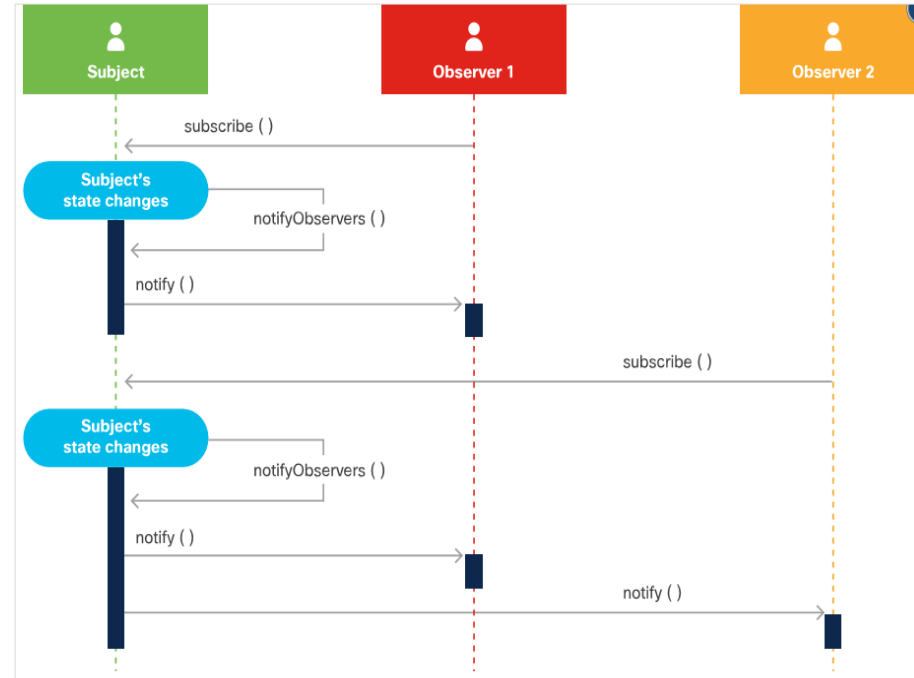 Subject
Observer 1
Observer 2
subscribe ( )
Subject's
state changes
notifyObservers ( )
notify ( )
subscribe ( )
Subject's
state changes
notifyObservers ( )
notify ( )
notify ( )